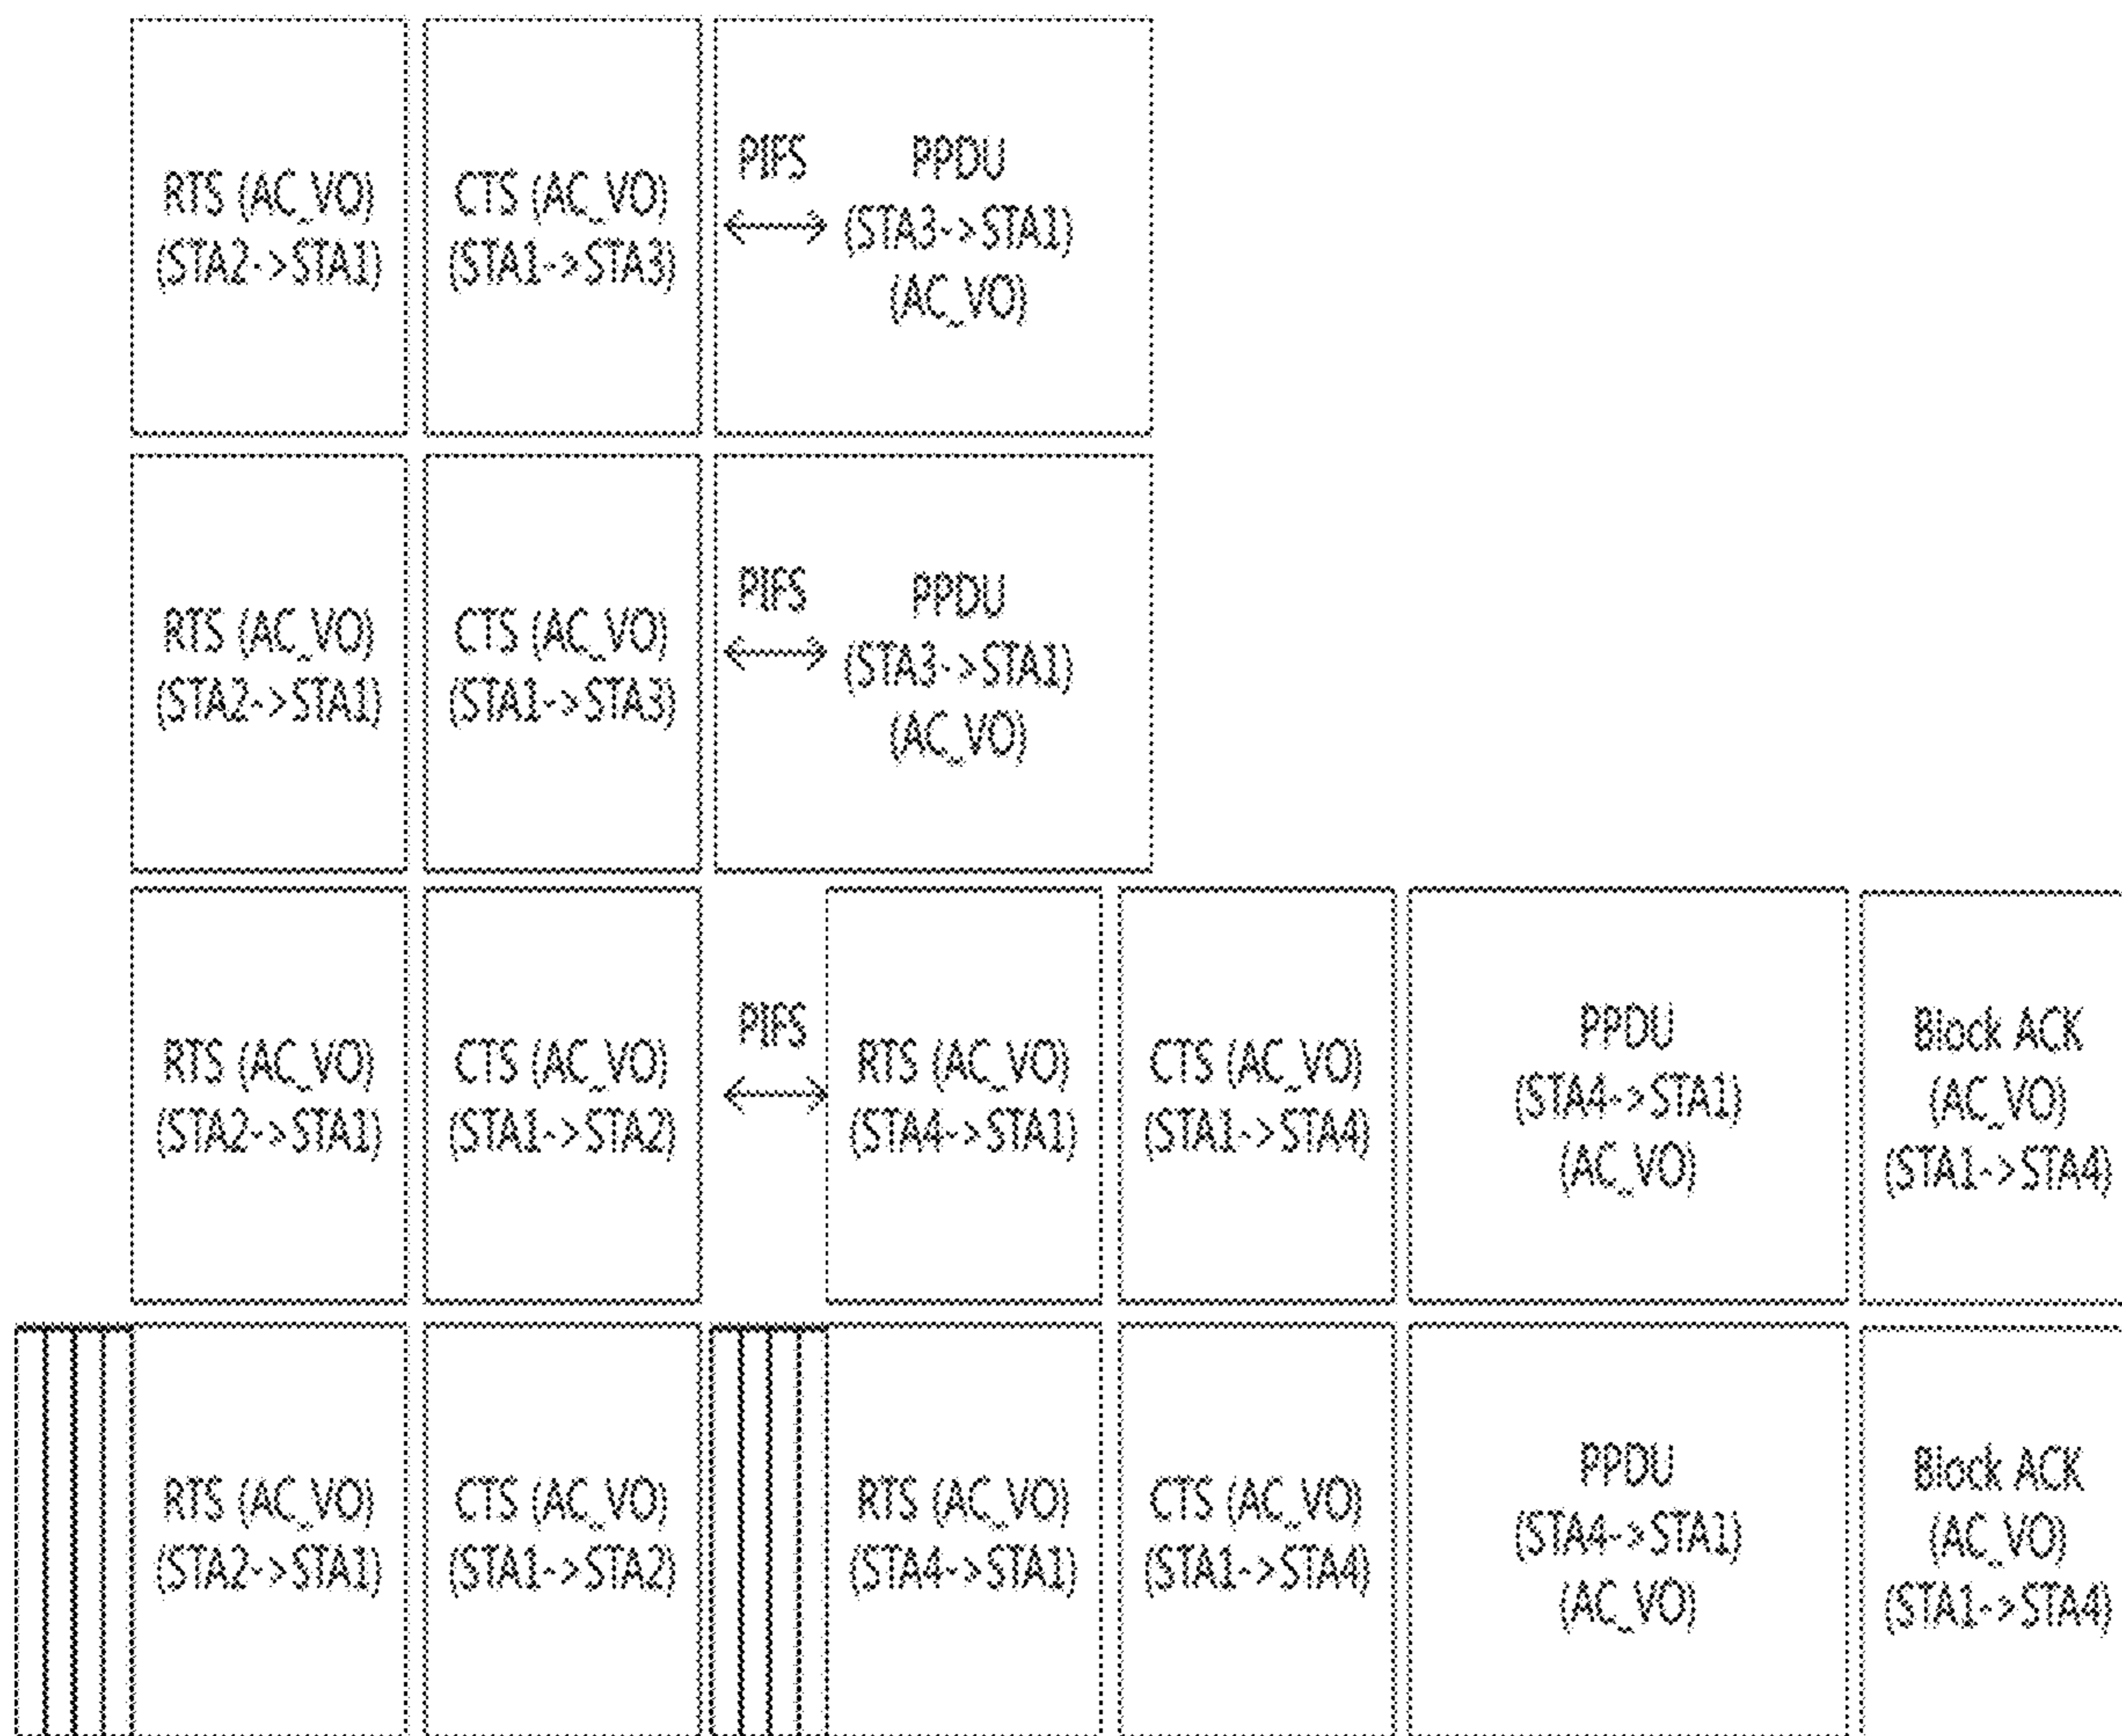 RTS (AC_VO)
(STA2->STA1)
CTS (AC_VO)
(STA1->STA3)
PIFS
PPDU
(STA3->STA1)
(AC_VO)
RTS (AC_VO)
(STA2->STA1)
CTS (AC_VO)
(STA1->STA3)
PIFS
PPDU
(STA3->STA1)
(AC_VO)
RTS (AC_VO)
(STA2->STA1)
CTS (AC_VO)
(STA1->STA2)
PIFS
RTS (AC_VO)
(STA4->STA1)
CTS (AC_VO)
(STA1->STA4)
PPDU
(STA4->STA1)
(AC_VO)
Block ACK
(AC_VO)
(STA1->STA4)
RTS (AC_VO)
(STA2->STA1)
CTS (AC_VO)
(STA1->STA2)
RTS (AC_VO)
(STA4->STA1)
CTS (AC_VO)
(STA1->STA4)
PPDU
(STA4->STA1)
(AC_VO)
Block ACK
(AC_VO)
(STA1->STA4)